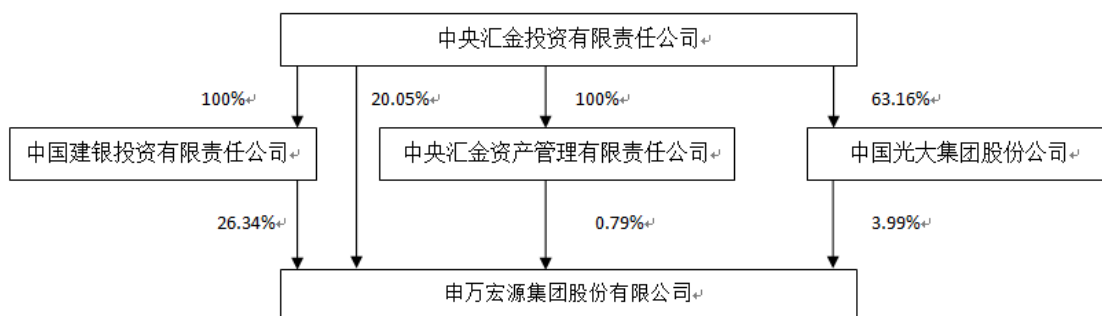 中央汇金投资有限责任公司↵
100%↵ 20.05%↵ 100%↵ 63.16%↵
中国建银投资有限责任公司↵ 中央汇金资产管理有限责任公司↵ 中国光大集团股份公司↵
26.34%↵ 0.79%↵ 3.99%↵
申万宏源集团股份有限公司↵